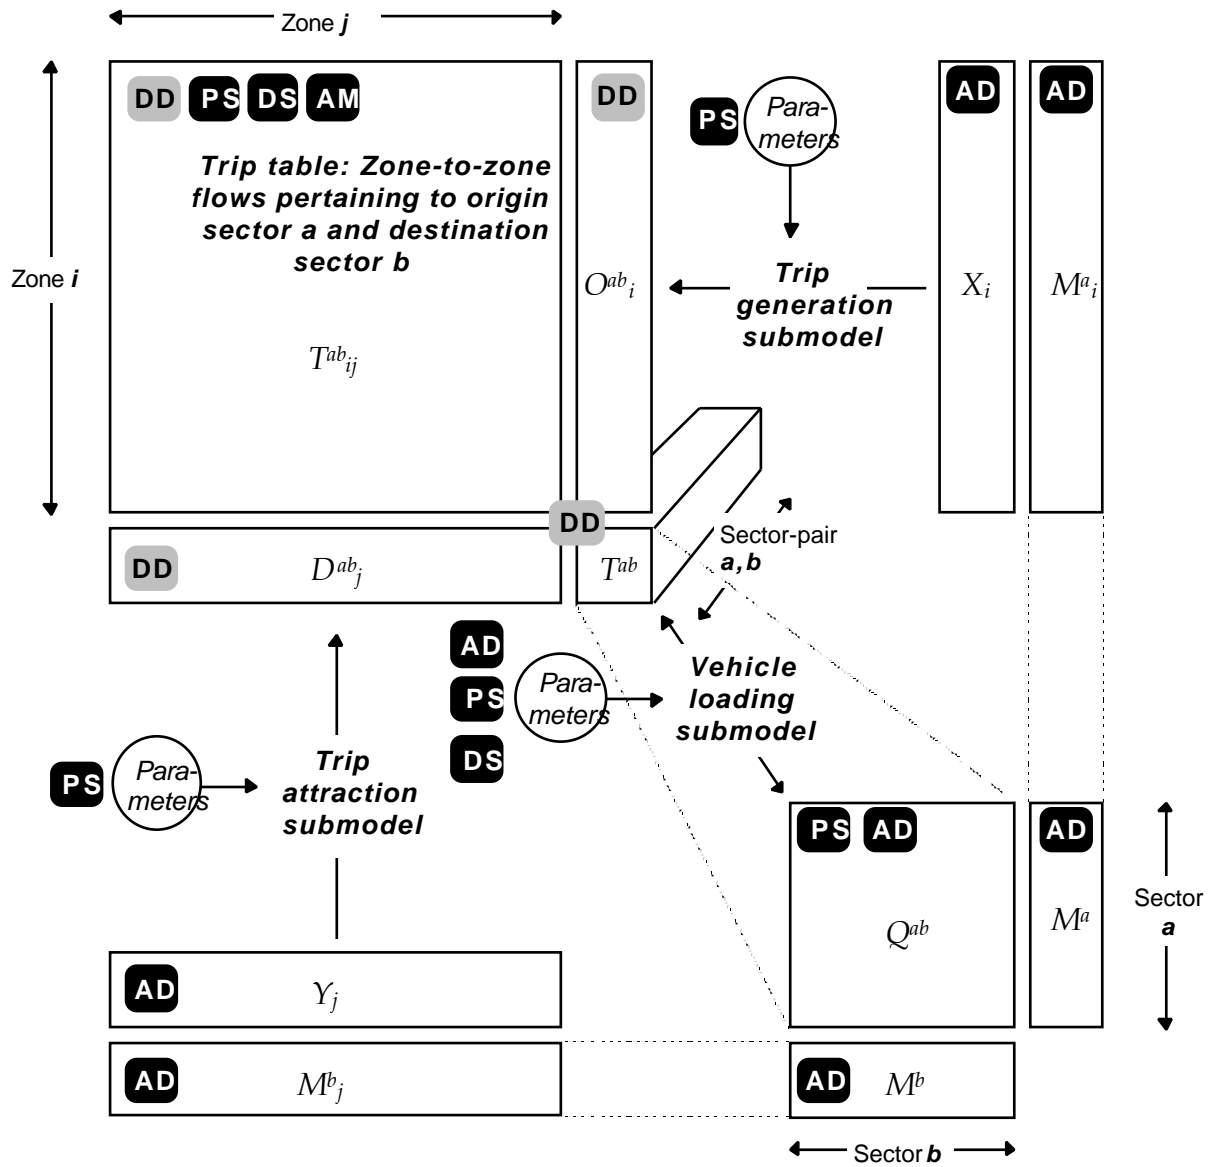 Zone j
DD PS DS AM
DD
PS
Para-
meters
AD
AD
Trip table: Zone-to-zone
flows pertaining to origin
sector a and destination
sector b
Zone i
T^ab_ij
O^ab_i
Trip
generation
submodel
X_i
M^a_i
DD
Sector-pair
a,b
DD
D^ab_j
T^ab
AD
PS
DS
Para-
meters
Vehicle
loading
submodel
PS
Para-
meters
Trip
attraction
submodel
PS AD
AD
Q^ab
M^a
Sector
a
AD
Y_j
AD
M^b_j
AD
M^b
Sector b